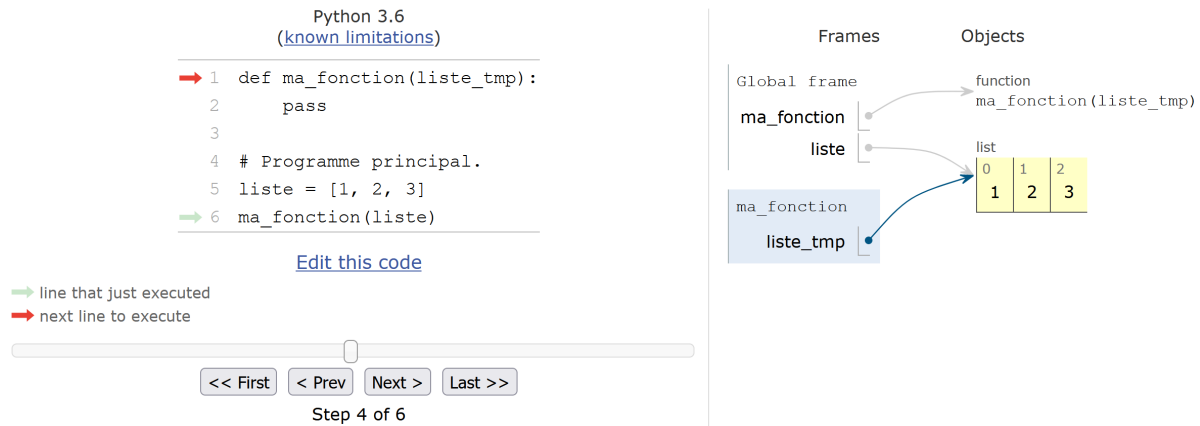 Python 3.6
(known limitations)
1 def ma_fonction(liste_tmp):
2     pass
3
4 # Programme principal.
5 liste = [1, 2, 3]
6 ma_fonction(liste)
Edit this code
line that just executed
next line to execute
<< First < Prev Next > Last >>
Step 4 of 6
Frames Objects
Global frame
ma_fonction
liste
function
ma_fonction(liste_tmp)
list
0 1 2
1 2 3
ma_fonction
liste_tmp